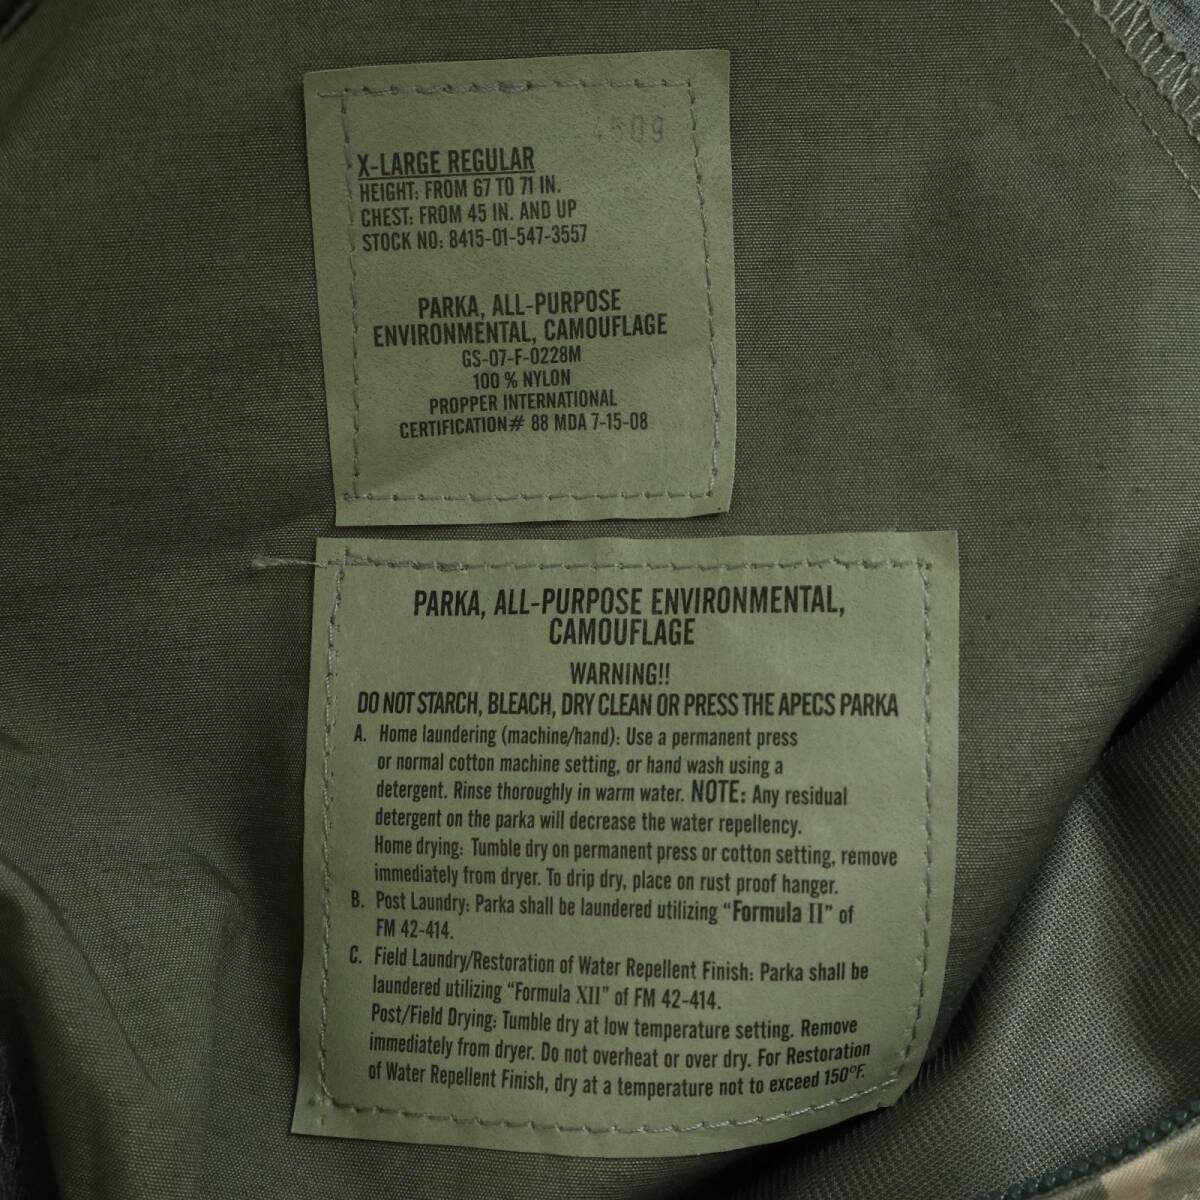 4509
X-LARGE REGULAR
HEIGHT: FROM 67 TO 71 IN.
CHEST: FROM 45 IN. AND UP
STOCK NO: 8415-01-547-3557
PARKA, ALL-PURPOSE
ENVIRONMENTAL, CAMOUFLAGE
GS-07-F-0228M
100 % NYLON
PROPPER INTERNATIONAL
CERTIFICATION# 88 MDA 7-15-08
PARKA, ALL-PURPOSE ENVIRONMENTAL,
CAMOUFLAGE
WARNING!!
DO NOT STARCH, BLEACH, DRY CLEAN OR PRESS THE APECS PARKA
A. Home laundering (machine/hand): Use a permanent press
or normal cotton machine setting, or hand wash using a
detergent. Rinse thoroughly in warm water. NOTE: Any residual
detergent on the parka will decrease the water repellency.
Home drying: Tumble dry on permanent press or cotton setting, remove
immediately from dryer. To drip dry, place on rust proof hanger.
B. Post Laundry: Parka shall be laundered utilizing "Formula II" of
FM 42-414.
C. Field Laundry/Restoration of Water Repellent Finish: Parka shall be
laundered utilizing "Formula XII" of FM 42-414.
Post/Field Drying: Tumble dry at low temperature setting. Remove
immediately from dryer. Do not overheat or over dry. For Restoration
of Water Repellent Finish, dry at a temperature not to exceed 150°F.